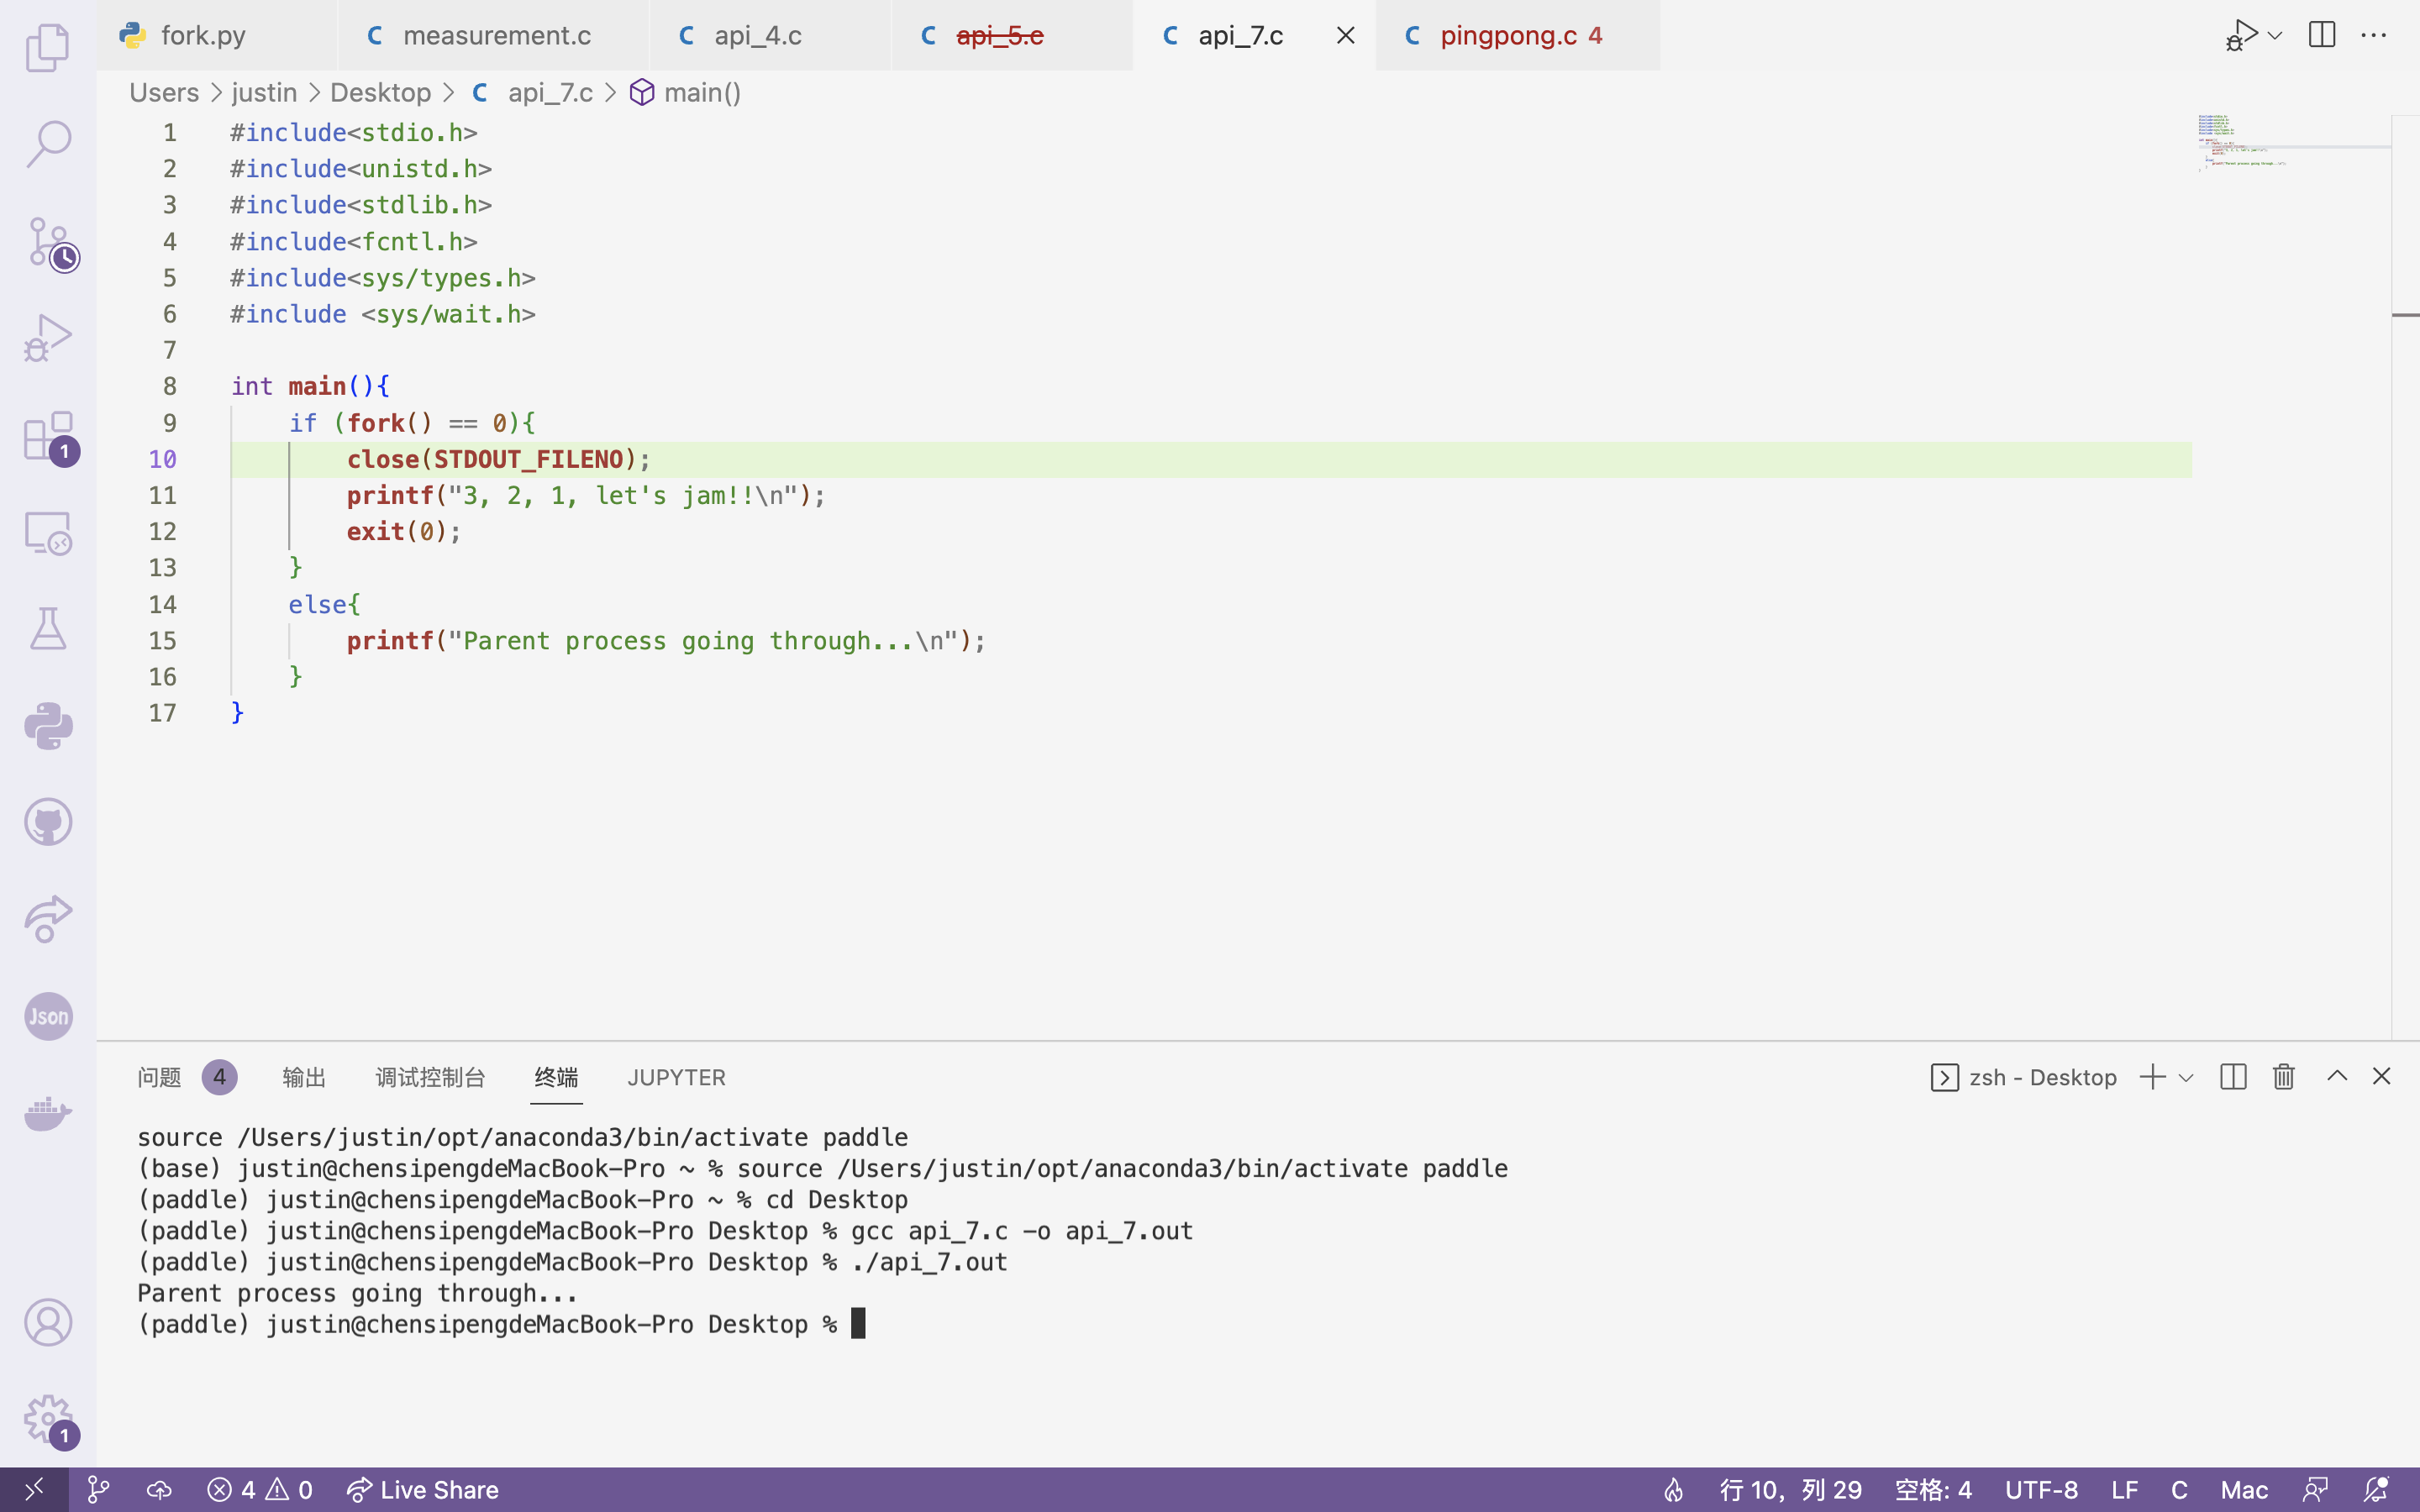 fork.py
measurement.c
api_4.c
api_5.c
api_7.c
pingpong.c 4
Users > justin > Desktop > C api_7.c > main()
1 #include<stdio.h>
2 #include<unistd.h>
3 #include<stdlib.h>
4 #include<fcntl.h>
5 #include<sys/types.h>
6 #include <sys/wait.h>
7
8 int main(){
9     if (fork() == 0){
10         close(STDOUT_FILENO);
11         printf("3, 2, 1, let's jam!!\n");
12         exit(0);
13     }
14     else{
15         printf("Parent process going through...\n");
16     }
17 }
1
Json
1
问题 4 输出 调试控制台 终端 JUPYTER
zsh - Desktop
source /Users/justin/opt/anaconda3/bin/activate paddle
(base) justin@chensipengdeMacBook-Pro ~ % source /Users/justin/opt/anaconda3/bin/activate paddle
(paddle) justin@chensipengdeMacBook-Pro ~ % cd Desktop
(paddle) justin@chensipengdeMacBook-Pro Desktop % gcc api_7.c -o api_7.out
(paddle) justin@chensipengdeMacBook-Pro Desktop % ./api_7.out
Parent process going through...
(paddle) justin@chensipengdeMacBook-Pro Desktop %
4 0 Live Share
行 10，列 29 空格: 4 UTF-8 LF C Mac